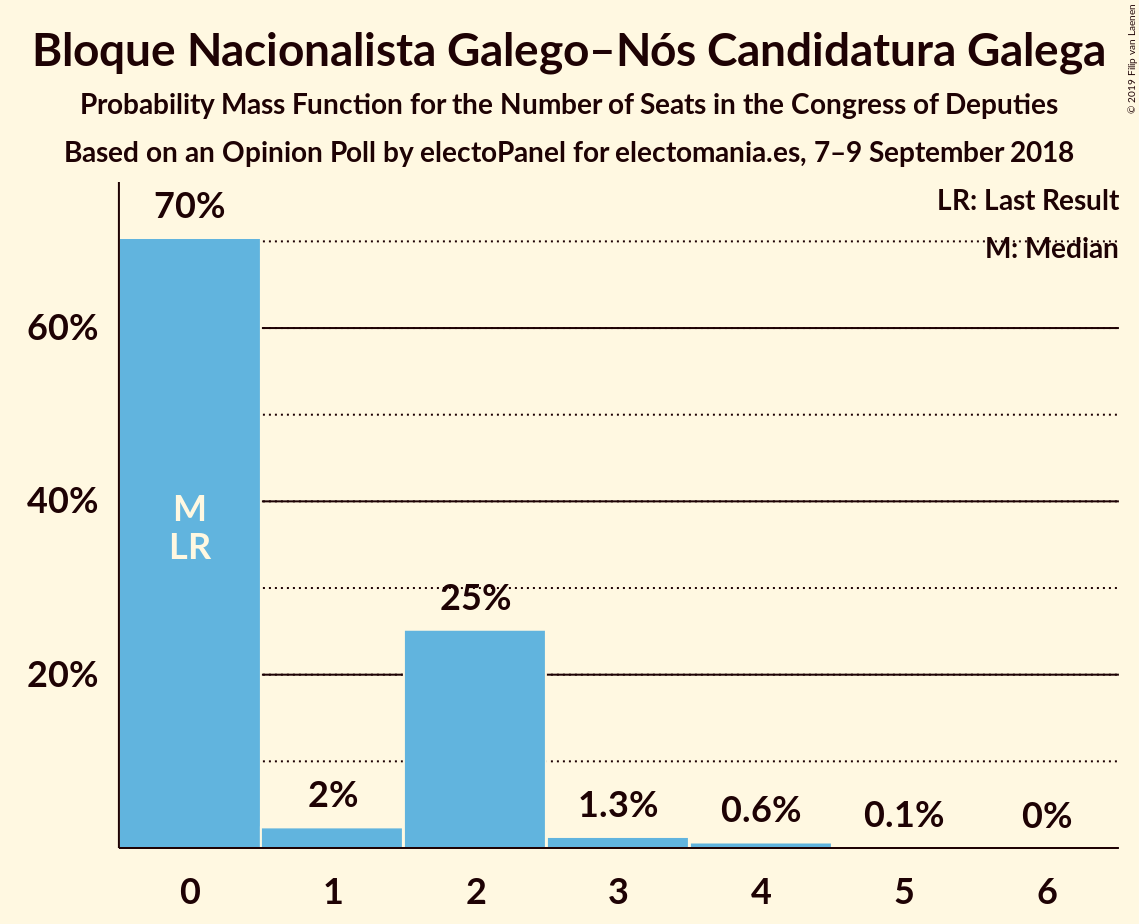 Bloque Nacionalista Galego–Nós Candidatura Galega
Probability Mass Function for the Number of Seats in the Congress of Deputies
Based on an Opinion Poll by electoPanel for electomania.es, 7–9 September 2018
© 2019 Filip van Laenen
LR: Last Result
M: Median
70%
60%
40%
20%
M
LR
2%
25%
1.3%
0.6%
0.1%
0%
0 1 2 3 4 5 6